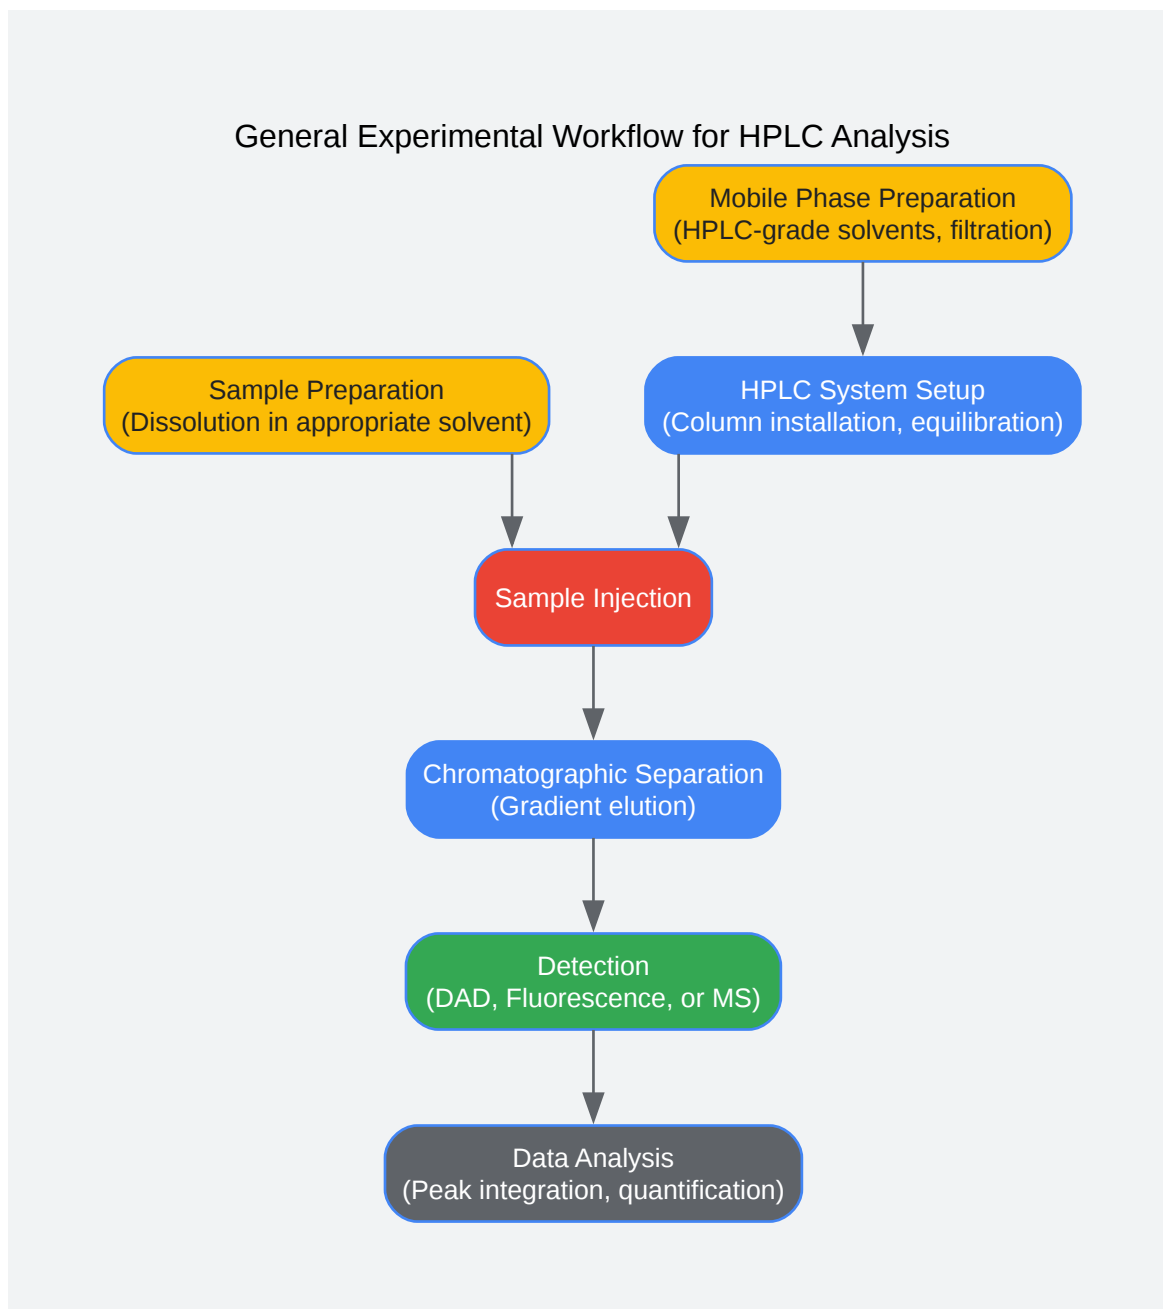 General Experimental Workflow for HPLC Analysis
Mobile Phase Preparation
(HPLC-grade solvents, filtration)
Sample Preparation
(Dissolution in appropriate solvent)
HPLC System Setup
(Column installation, equilibration)
Sample Injection
Chromatographic Separation
(Gradient elution)
Detection
(DAD, Fluorescence, or MS)
Data Analysis
(Peak integration, quantification)